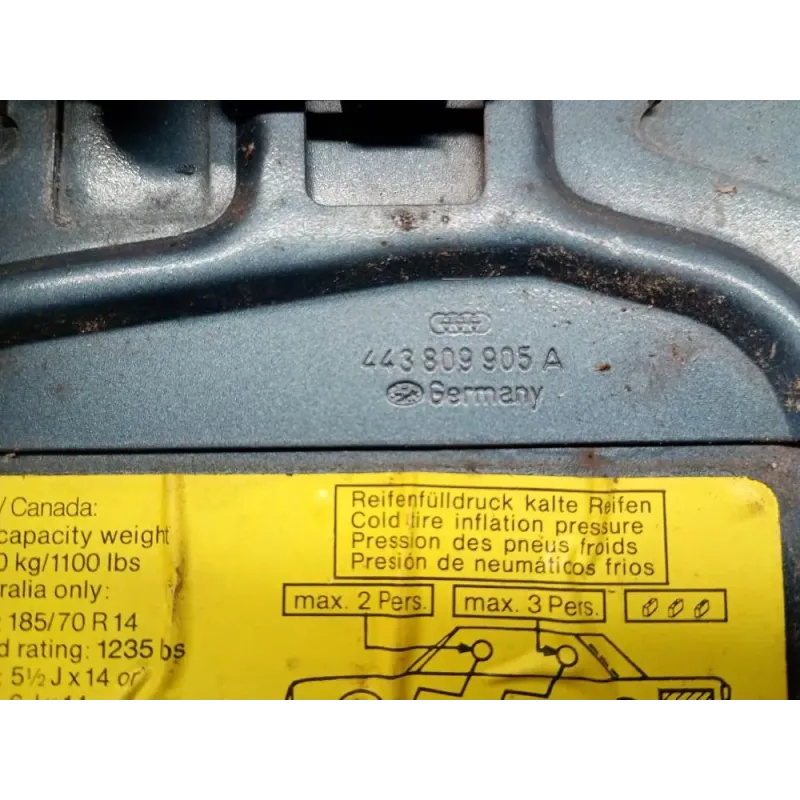 443 809 905 A
Germany
/ Canada:
capacity weight
0 kg/1100 lbs
ralia only:
185/70 R 14
d rating: 1235 lbs
: 5½ J x 14 or
Reifenfülldruck kalte Reifen
Cold tire inflation pressure
Pression des pneus froids
Presión de neumáticos frios
max. 2 Pers.
max. 3 Pers.